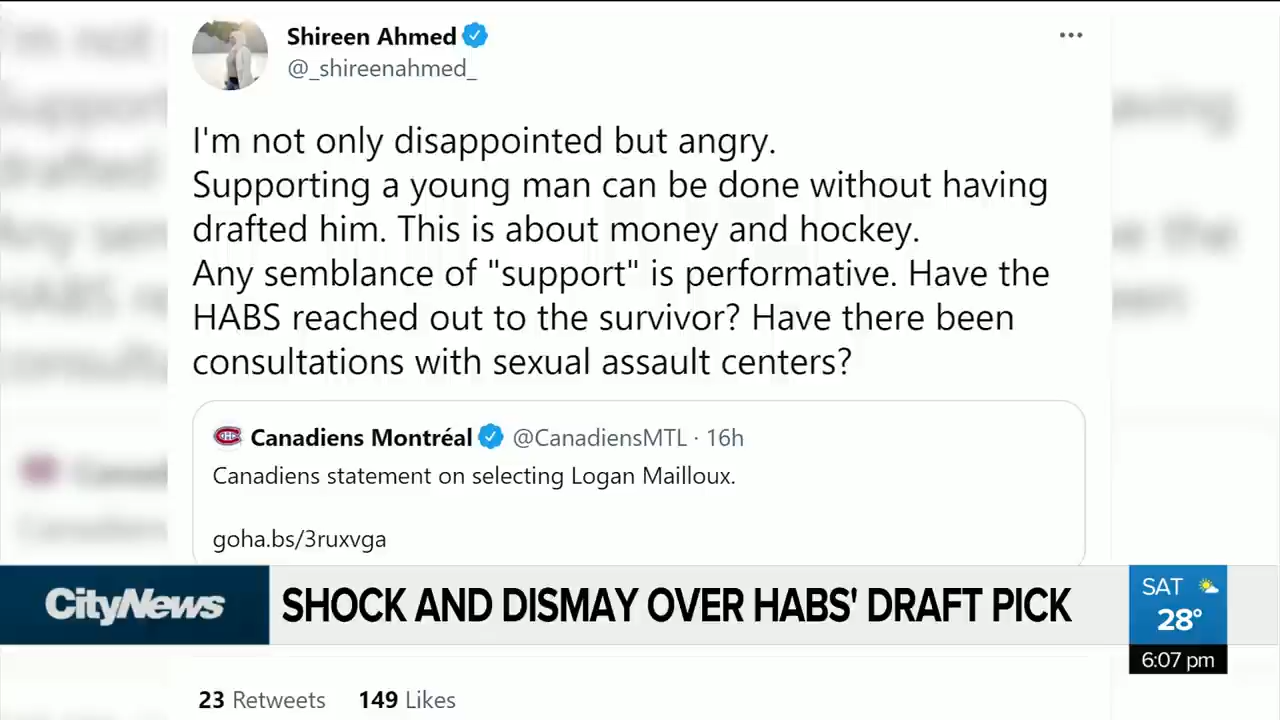 Shireen Ahmed
@_shireenahmed_
I'm not only disappointed but angry.
Supporting a young man can be done without having
drafted him. This is about money and hockey.
Any semblance of "support" is performative. Have the
HABS reached out to the survivor? Have there been
consultations with sexual assault centers?
Canadiens Montréal @CanadiensMTL · 16h
Canadiens statement on selecting Logan Mailloux.
goha.bs/3ruxvga
CityNews
SHOCK AND DISMAY OVER HABS' DRAFT PICK
SAT
28°
6:07 pm
23 Retweets 149 Likes